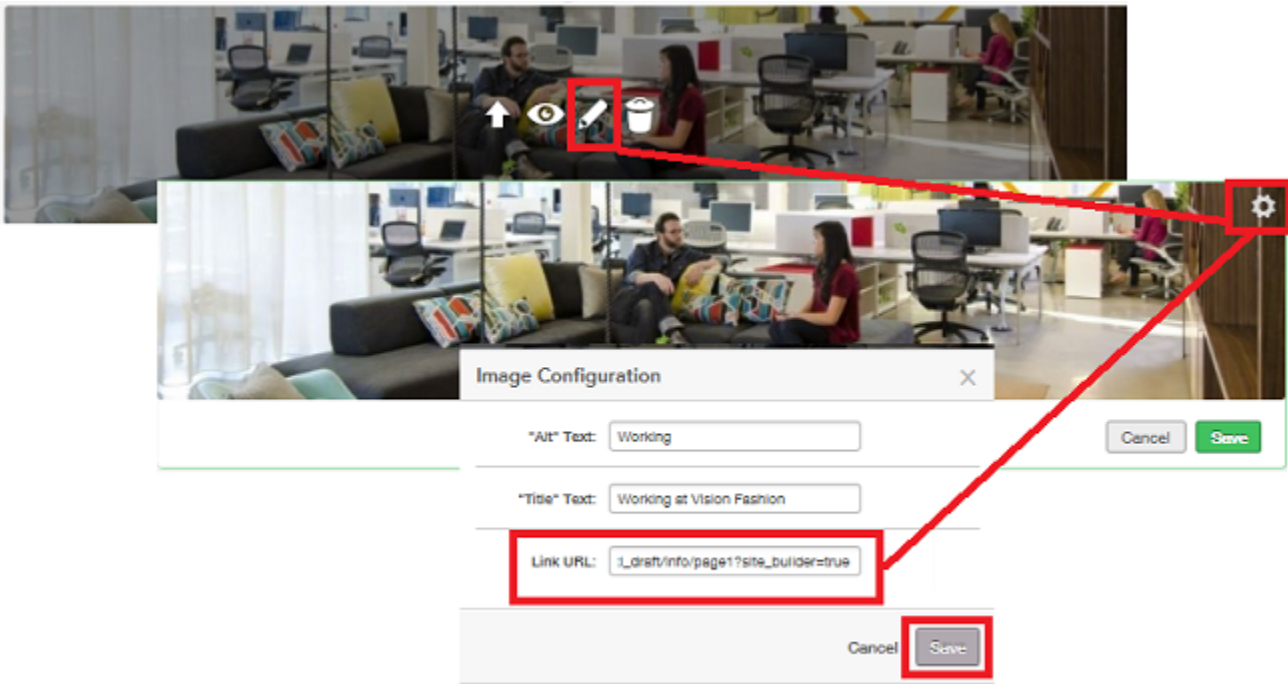 Image Configuration
"Alt" Text: Working
Cancel Save
"Title" Text: Working at Vision Fashion
Link URL: :l_draft/info/page1?site_builder=true
Cancel Save